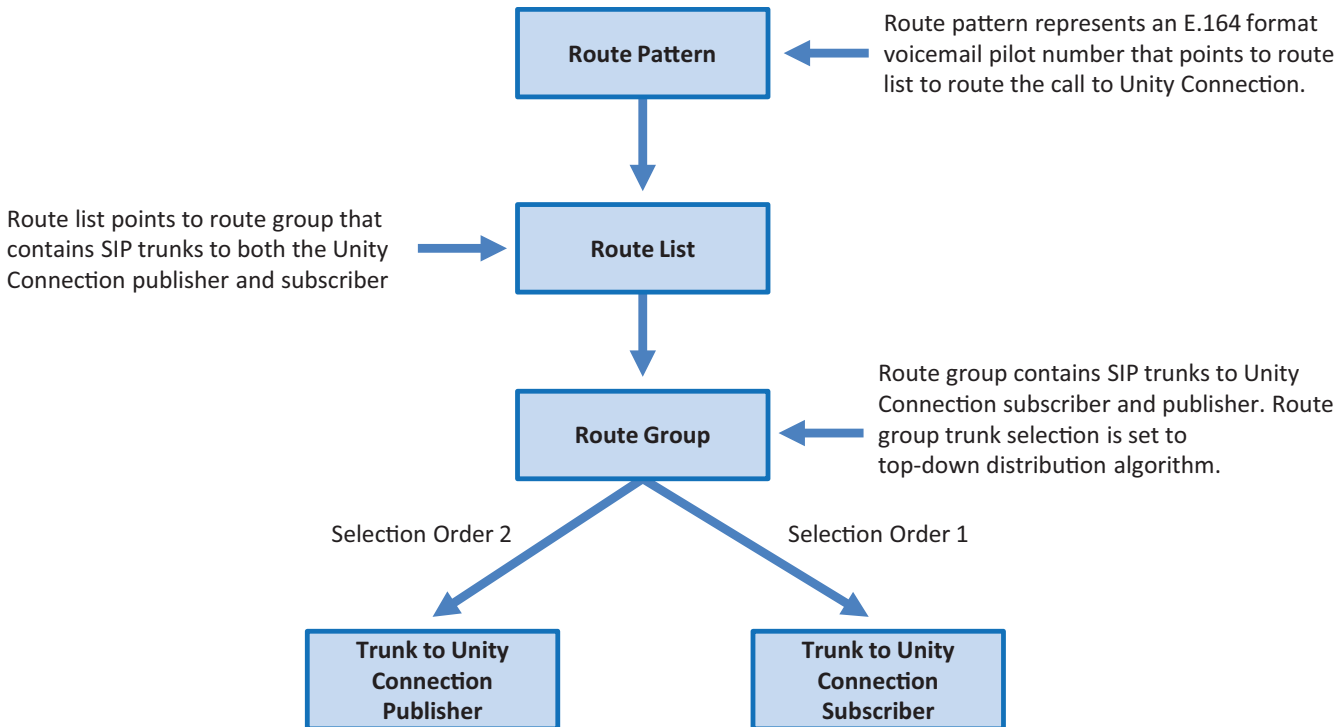 Route Pattern
Route pattern represents an E.164 format
voicemail pilot number that points to route
list to route the call to Unity Connection.
Route list points to route group that
contains SIP trunks to both the Unity
Connection publisher and subscriber
Route List
Route group contains SIP trunks to Unity
Connection subscriber and publisher. Route
group trunk selection is set to
top-down distribution algorithm.
Route Group
Selection Order 2
Selection Order 1
Trunk to Unity
Connection
Publisher
Trunk to Unity
Connection
Subscriber